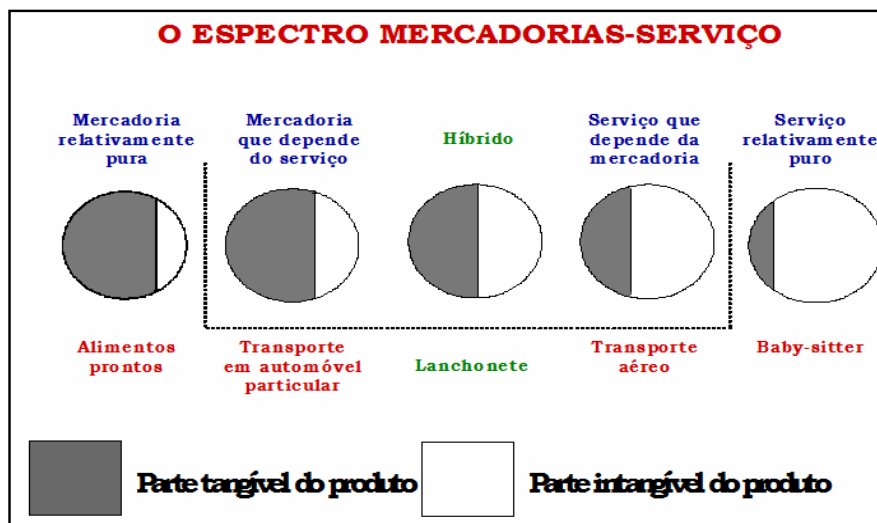 O ESPECTRO MERCADORIAS-SERVIÇO
Mercadoria
relativamente
pura
Mercadoria
que depende
do serviço
Híbrido
Serviço que
depende da
mercadoria
Serviço
relativamente
puro
Alimentos
prontos
Transporte
em automóvel
particular
Lanchonete
Transporte
aéreo
Baby-sitter
Parte tangível do produto
Parte intangível do produto